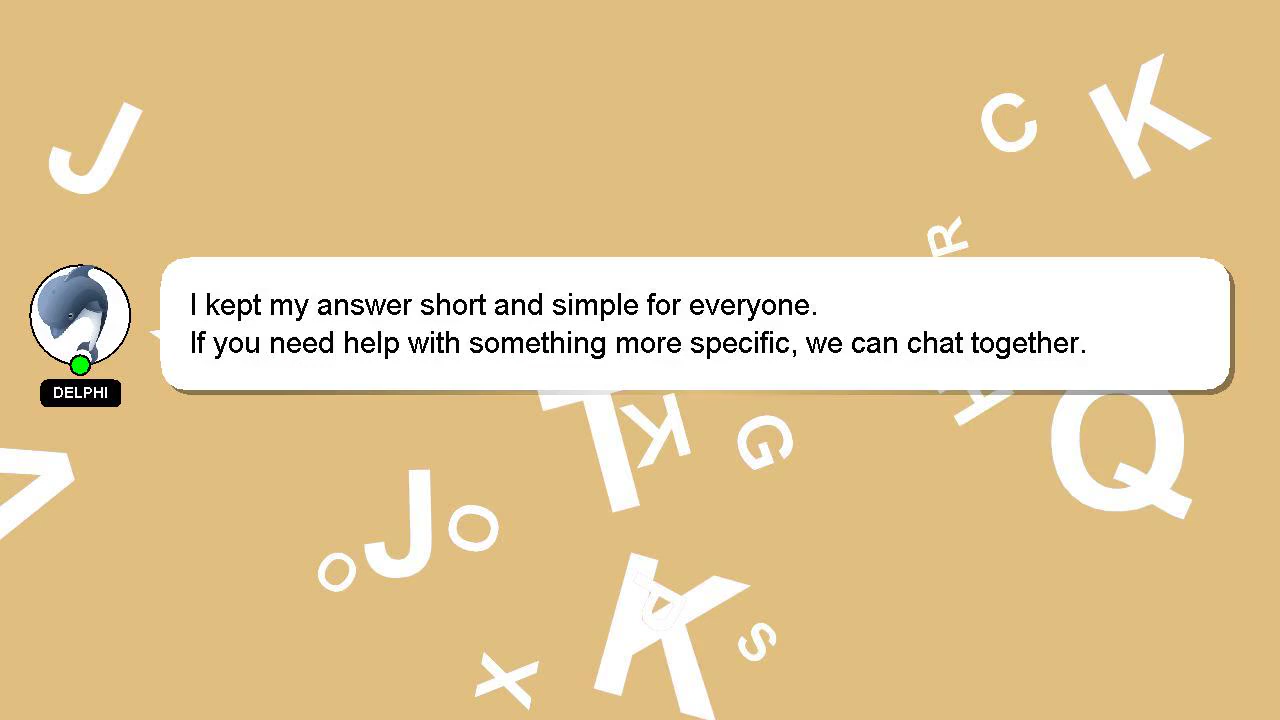 J
C
K
R
I kept my answer short and simple for everyone.
If you need help with something more specific, we can chat together.
DELPHI
T
K
G
Q
J
O
O
K
S
X